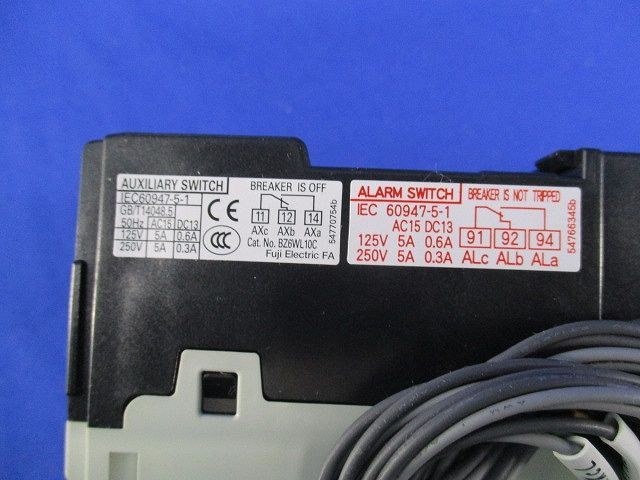 AUXILIARY SWITCH
IEC60947-5-1
GB/T14048.5
50Hz AC15 DC13
125V 5A 0.6A
250V 5A 0.3A
CE
CCC
BREAKER IS OFF
11 12 14
AXc AXb AXa
Cat. No. BZ6WL10C
Fuji Electric FA
54770754b
ALARM SWITCH
IEC 60947-5-1
AC15 DC13
125V 5A 0.6A
250V 5A 0.3A
BREAKER IS NOT TRIPPED
91 92 94
ALc ALb ALa
54766345b